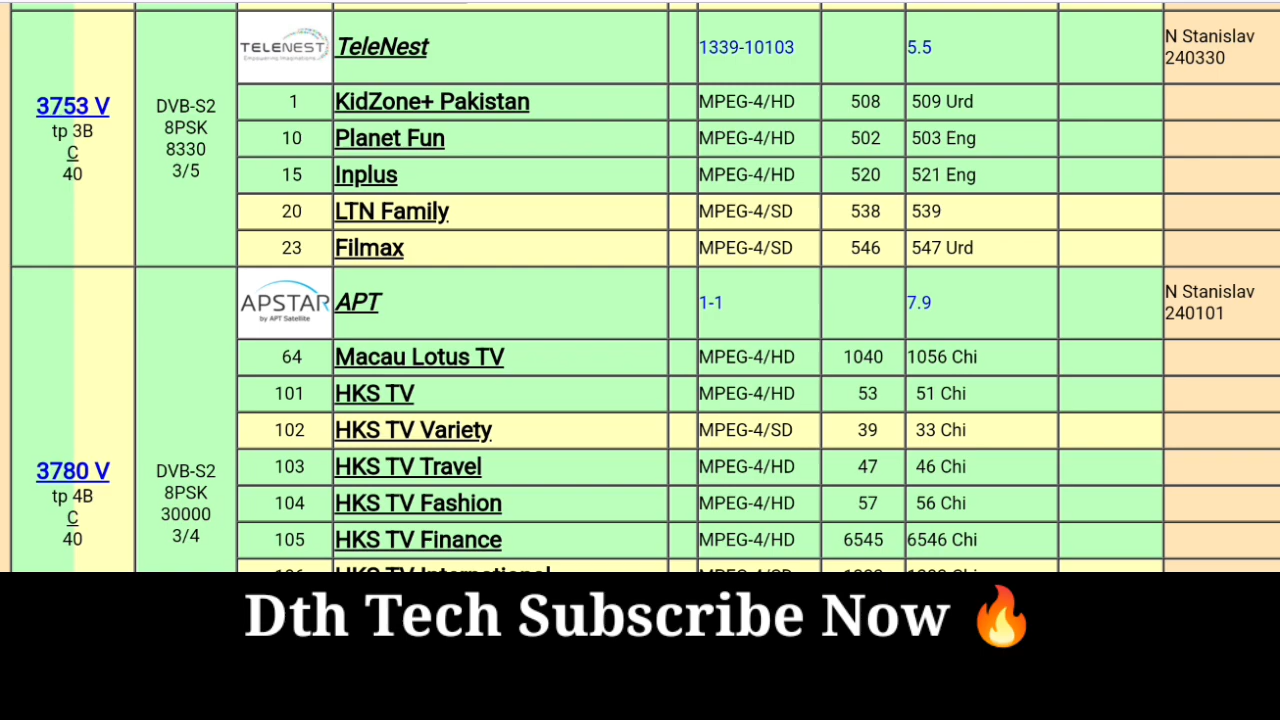 TELENEST
Empowering Imaginations
TeleNest
1339-10103
5.5
N Stanislav
240330
3753 V
tp 3B
C
40
DVB-S2
8PSK
8330
3/5
1 KidZone+ Pakistan MPEG-4/HD 508 509 Urd
10 Planet Fun MPEG-4/HD 502 503 Eng
15 Inplus MPEG-4/HD 520 521 Eng
20 LTN Family MPEG-4/SD 538 539
23 Filmax MPEG-4/SD 546 547 Urd
APSTAR
by APT Satellite
APT
1-1
7.9
N Stanislav
240101
3780 V
tp 4B
C
40
DVB-S2
8PSK
30000
3/4
64 Macau Lotus TV MPEG-4/HD 1040 1056 Chi
101 HKS TV MPEG-4/HD 53 51 Chi
102 HKS TV Variety MPEG-4/SD 39 33 Chi
103 HKS TV Travel MPEG-4/HD 47 46 Chi
104 HKS TV Fashion MPEG-4/HD 57 56 Chi
105 HKS TV Finance MPEG-4/HD 6545 6546 Chi
HKS TV International
Dth Tech Subscribe Now 🔥